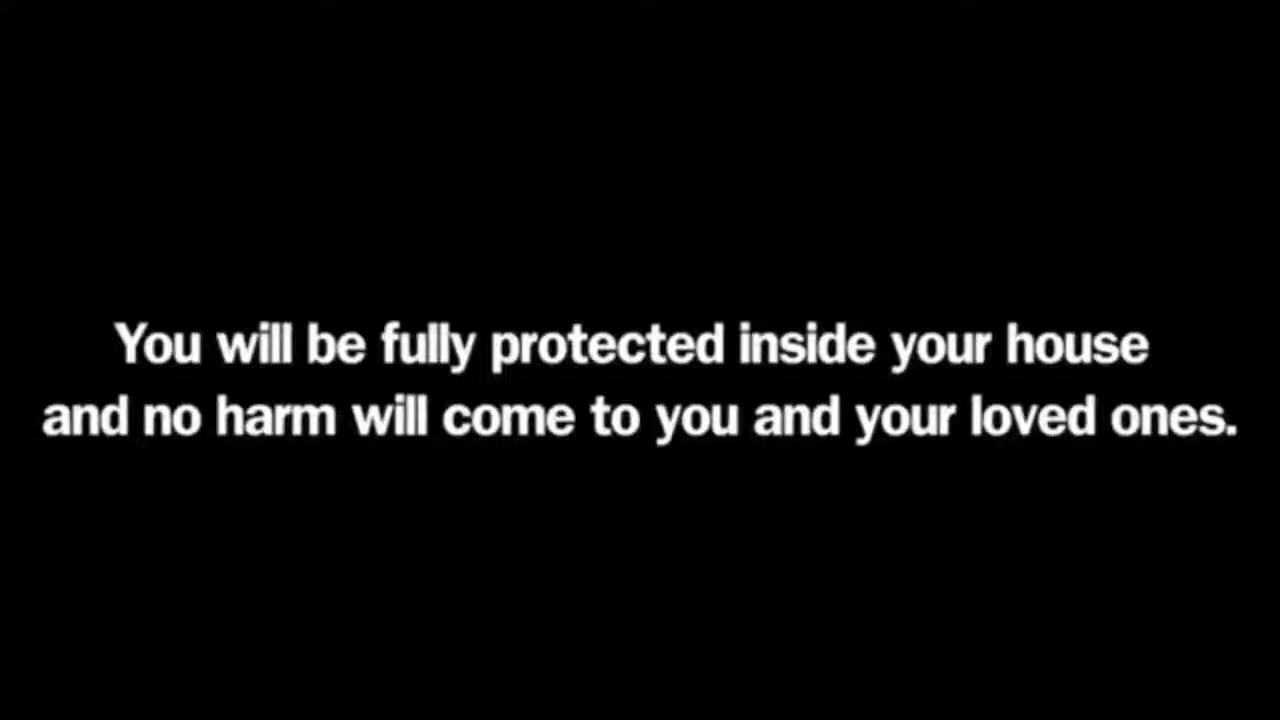 You will be fully protected inside your house
and no harm will come to you and your loved ones.